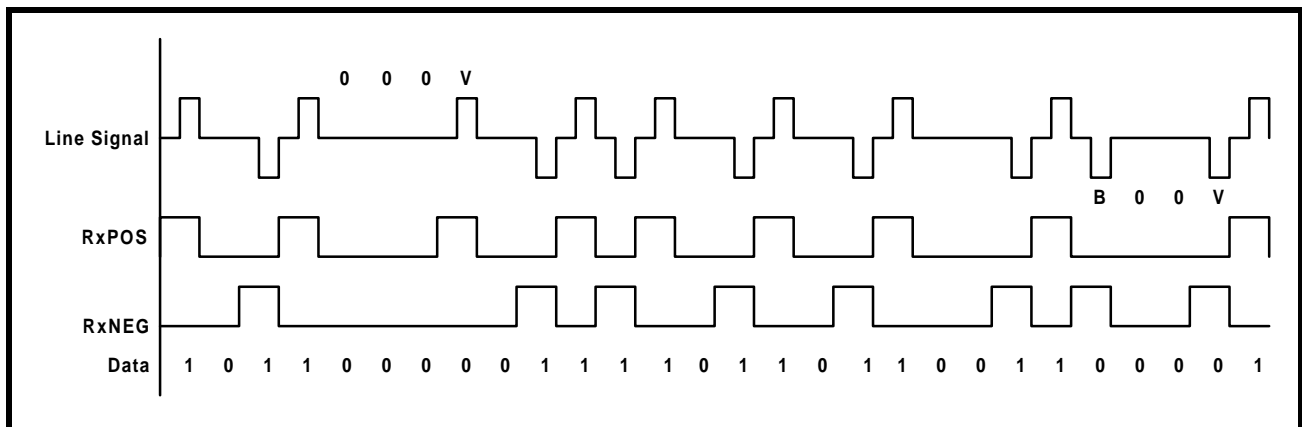 0 0 0 V
Line Signal
B 0 0 V
RxPOS
RxNEG
Data 1 0 1 1 0 0 0 0 0 1 1 1 1 0 1 1 0 1 1 0 0 1 1 0 0 0 0 1